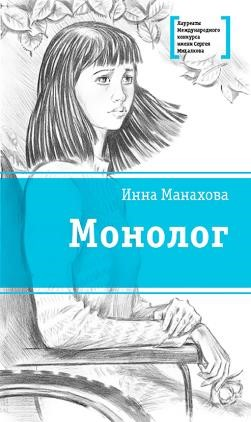 Лауреаты
Международного
конкурса
имени Сергея
Михалкова
Инна Манахова
Монолог